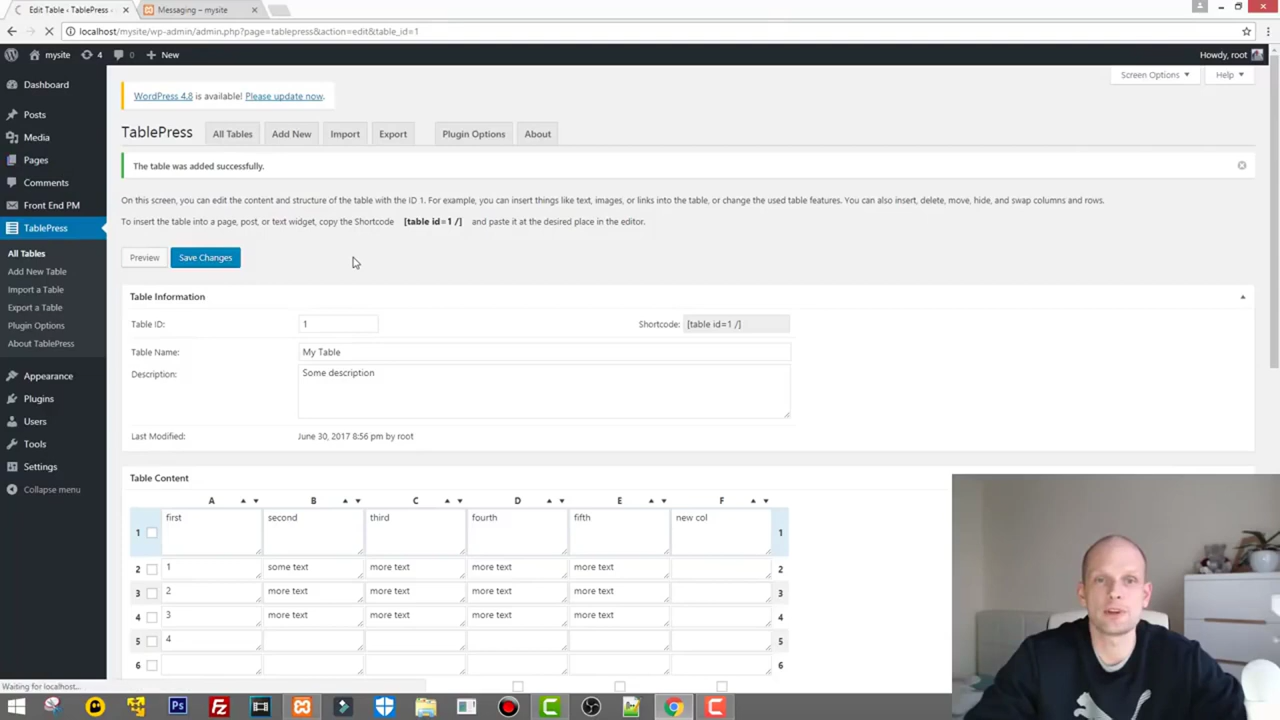 Edit Table ‹ TablePress
Messaging – mysite
localhost/mysite/wp-admin/admin.php?page=tablepress&action=edit&table_id=1
mysite 4 0 New Howdy, root
Screen Options Help
Dashboard
Posts
Media
Pages
Comments
Front End PM
TablePress
All Tables
Add New Table
Import a Table
Export a Table
Plugin Options
About TablePress
Appearance
Plugins
Users
Tools
Settings
Collapse menu
WordPress 4.8 is available! Please update now.
TablePress All Tables Add New Import Export Plugin Options About
The table was added successfully.
On this screen, you can edit the content and structure of the table with the ID 1. For example, you can insert things like text, images, or links into the table, or change the used table features. You can also insert, delete, move, hide, and swap columns and rows.
To insert the table into a page, post, or text widget, copy the Shortcode [table id=1 /] and paste it at the desired place in the editor.
Preview Save Changes
Table Information
Table ID: 1 Shortcode: [table id=1 /]
Table Name: My Table
Description: Some description
Last Modified: June 30, 2017 8:56 pm by root
Table Content
A B C D E F
1 first second third fourth fifth new col 1
2 1 some text more text more text more text 2
3 2 more text more text more text more text 3
4 3 more text more text more text more text 4
5 4 5
6 6
Waiting for localhost...